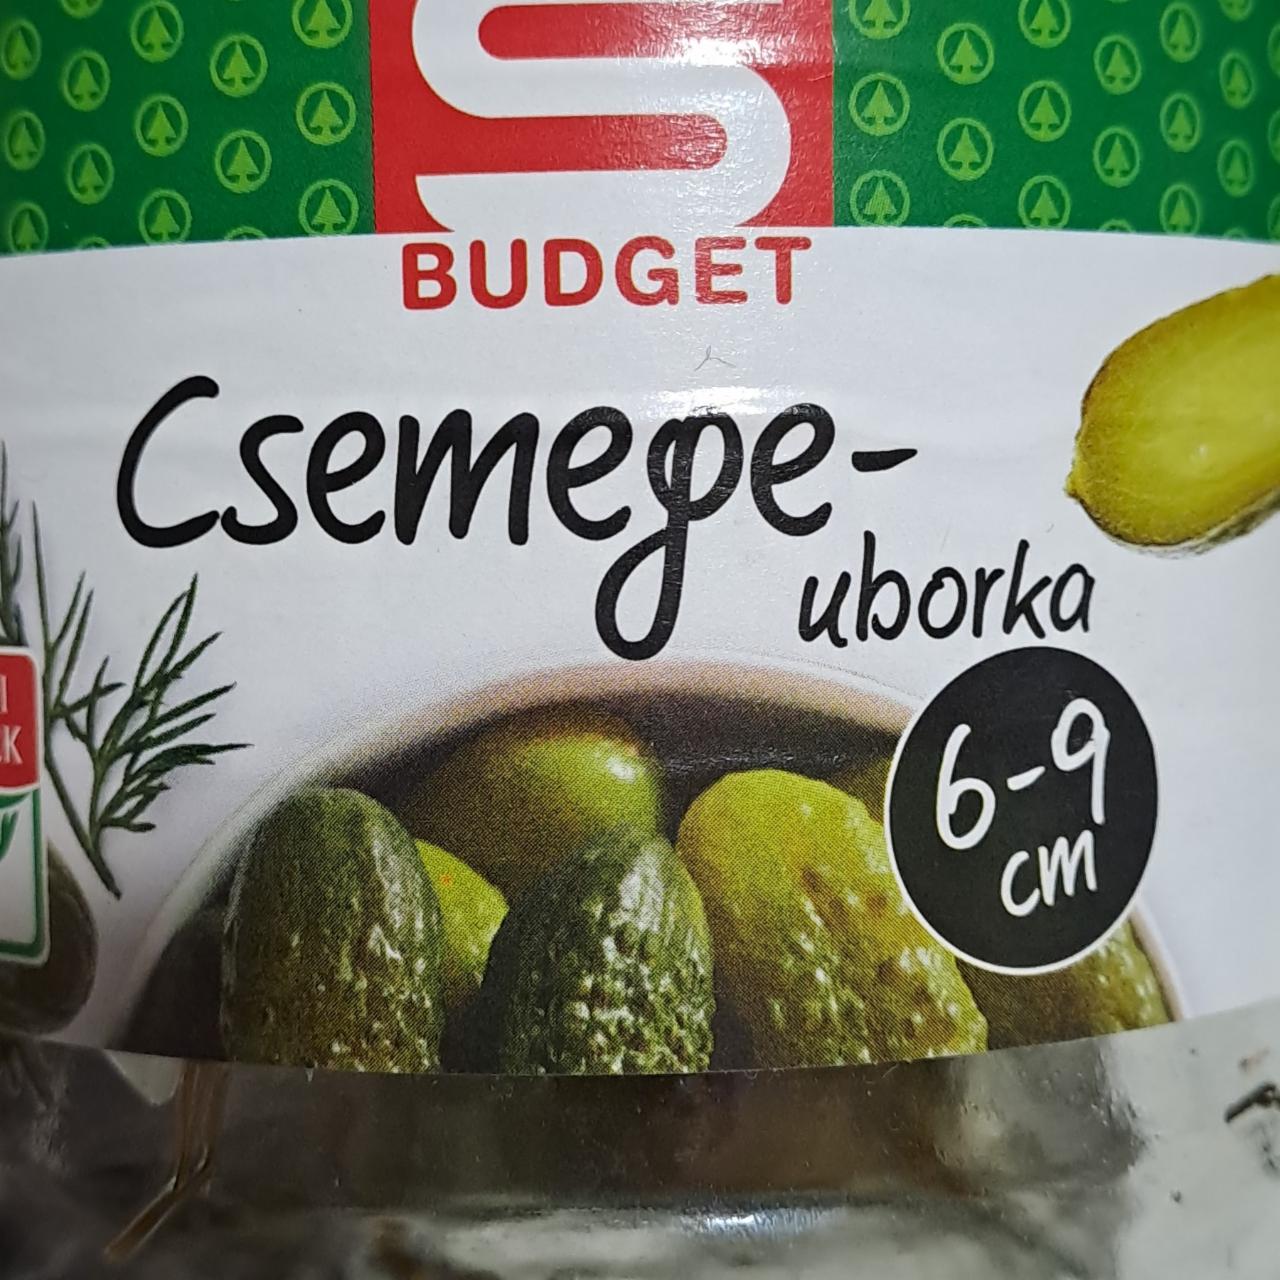 BUDGET
Csemege-
uborka
6-9
cm